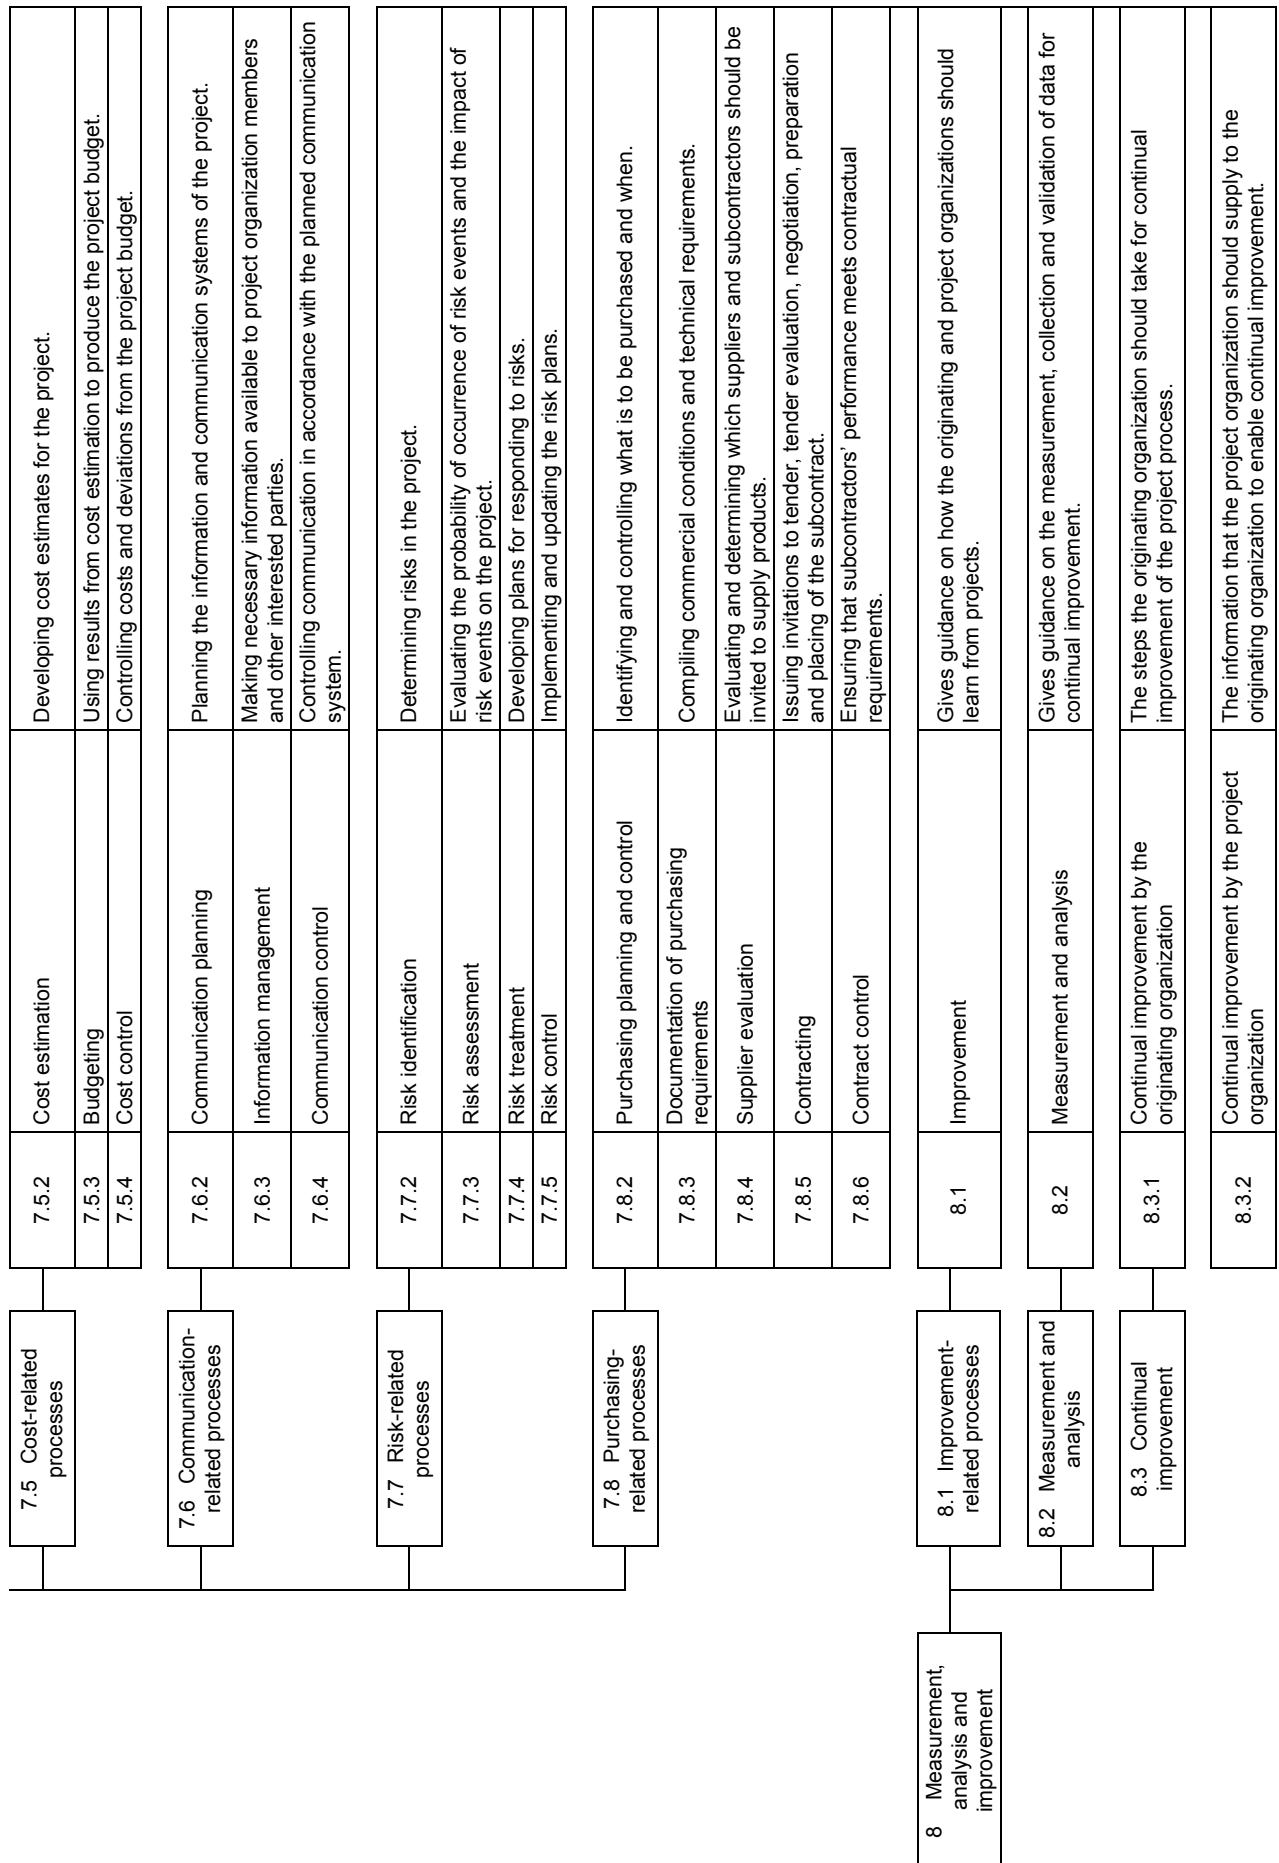 7.5 Cost-related
processes
7.5.2
Cost estimation
Developing cost estimates for the project.
7.5.3
Budgeting
Using results from cost estimation to produce the project budget.
7.5.4
Cost control
Controlling costs and deviations from the project budget.
7.6 Communication-
related processes
7.6.2
Communication planning
Planning the information and communication systems of the project.
7.6.3
Information management
Making necessary information available to project organization members
and other interested parties.
7.6.4
Communication control
Controlling communication in accordance with the planned communication
system.
7.7 Risk-related
processes
7.7.2
Risk identification
Determining risks in the project.
7.7.3
Risk assessment
Evaluating the probability of occurrence of risk events and the impact of
risk events on the project.
7.7.4
Risk treatment
Developing plans for responding to risks.
7.7.5
Risk control
Implementing and updating the risk plans.
7.8 Purchasing-
related processes
7.8.2
Purchasing planning and control
Identifying and controlling what is to be purchased and when.
7.8.3
Documentation of purchasing
requirements
Compiling commercial conditions and technical requirements.
7.8.4
Supplier evaluation
Evaluating and determining which suppliers and subcontractors should be
invited to supply products.
7.8.5
Contracting
Issuing invitations to tender, tender evaluation, negotiation, preparation
and placing of the subcontract.
7.8.6
Contract control
Ensuring that subcontractors' performance meets contractual
requirements.
8 Measurement,
analysis and
improvement
8.1 Improvement-
related processes
8.1
Improvement
Gives guidance on how the originating and project organizations should
learn from projects.
8.2 Measurement and
analysis
8.2
Measurement and analysis
Gives guidance on the measurement, collection and validation of data for
continual improvement.
8.3 Continual
improvement
8.3.1
Continual improvement by the
originating organization
The steps the originating organization should take for continual
improvement of the project process.
8.3.2
Continual improvement by the project
organization
The information that the project organization should supply to the
originating organization to enable continual improvement.